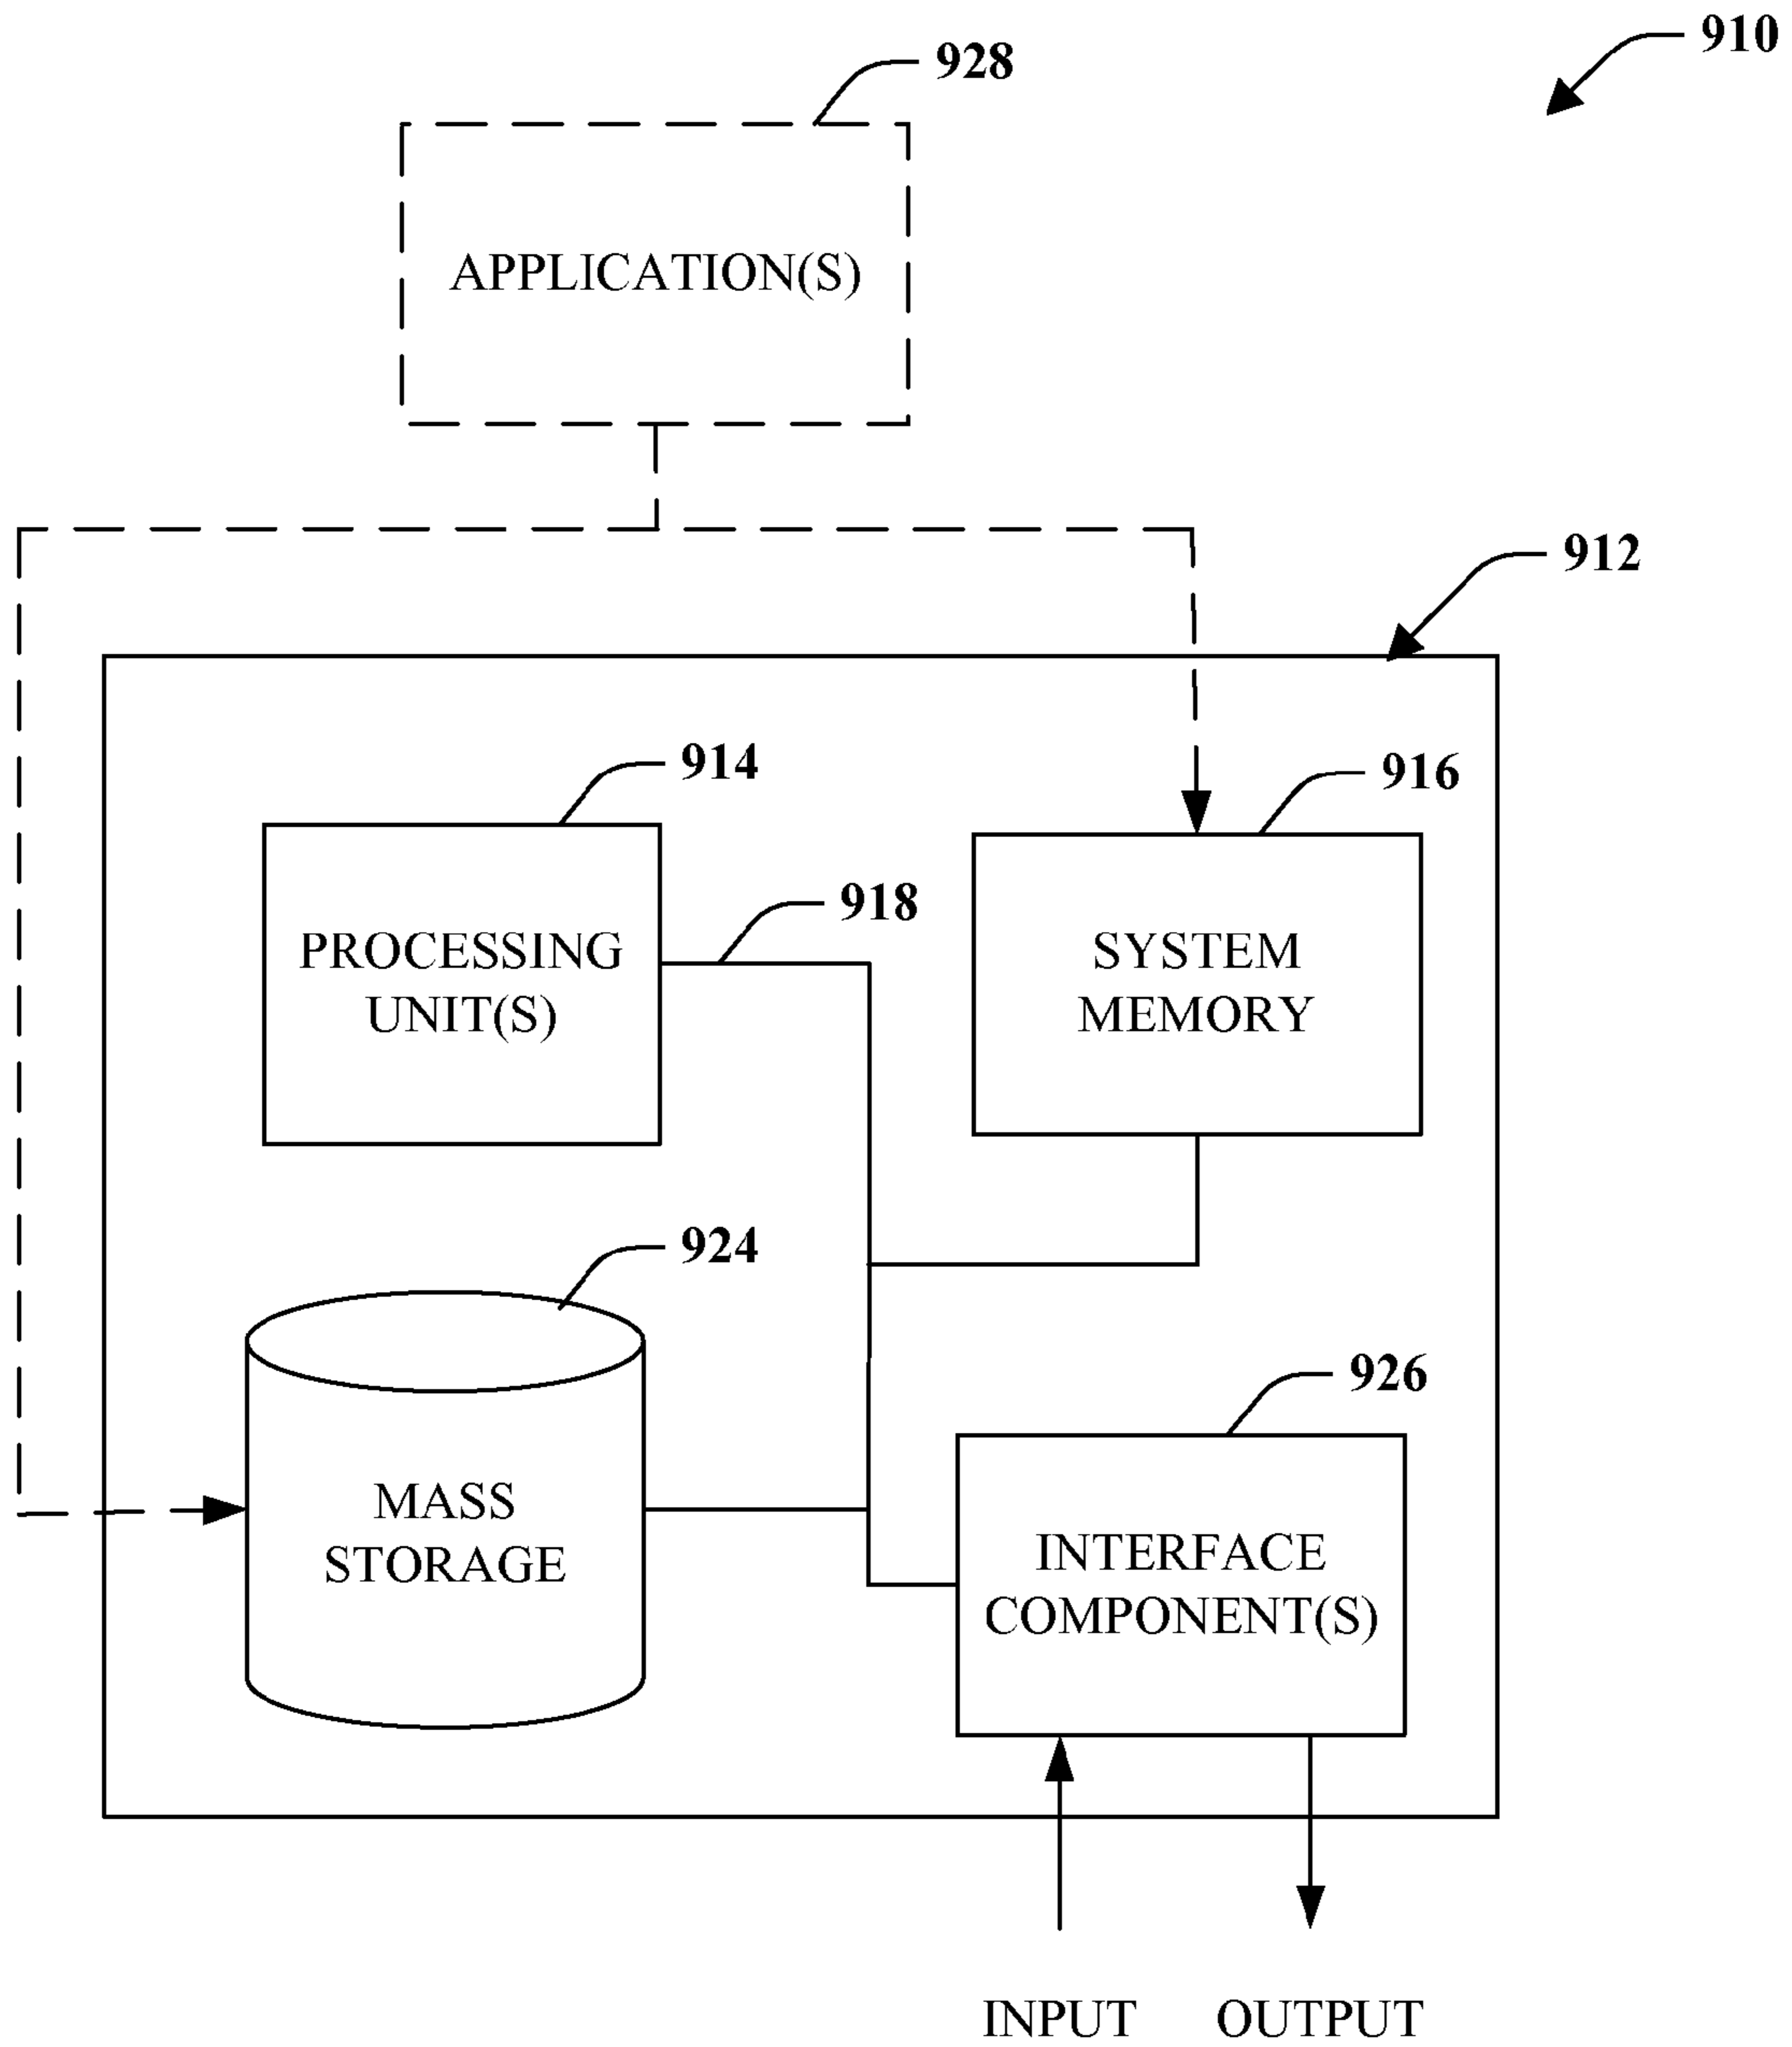 910
928
APPLICATION(S)
912
914
916
918
PROCESSING
UNIT(S)
SYSTEM
MEMORY
924
926
MASS
STORAGE
INTERFACE
COMPONENT(S)
INPUT
OUTPUT